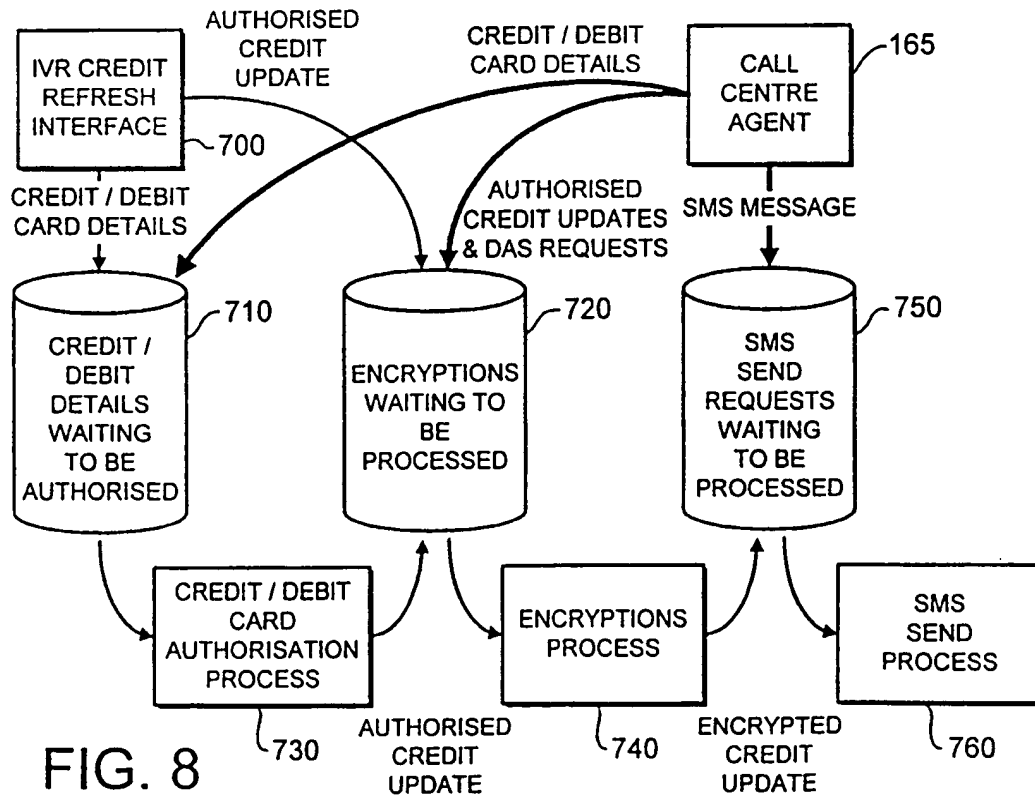 AUTHORISED
CREDIT
UPDATE
CREDIT / DEBIT
CARD DETAILS
165
IVR CREDIT
REFRESH
INTERFACE
700
CALL
CENTRE
AGENT
CREDIT / DEBIT
CARD DETAILS
AUTHORISED
CREDIT UPDATES
& DAS REQUESTS
SMS MESSAGE
710
720
750
CREDIT /
DEBIT
DETAILS
WAITING
TO BE
AUTHORISED
ENCRYPTIONS
WAITING TO
BE
PROCESSED
SMS
SEND
REQUESTS
WAITING
TO BE
PROCESSED
CREDIT / DEBIT
CARD
AUTHORISATION
PROCESS
ENCRYPTIONS
PROCESS
SMS
SEND
PROCESS
730
AUTHORISED
CREDIT
UPDATE
740
ENCRYPTED
CREDIT
UPDATE
760
FIG. 8